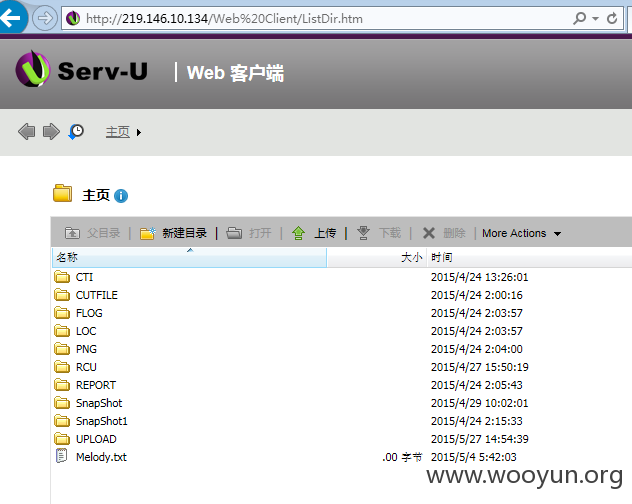 http://219.146.10.134/Web%20Client/ListDir.htm
Serv-U | Web 客户端
主页
主页
父目录 | 新建目录 | 打开 | 上传 | 下载 | 删除 | More Actions
名称 大小 时间
CTI 2015/4/24 13:26:01
CUTFILE 2015/4/24 2:00:16
FLOG 2015/4/24 2:03:57
LOC 2015/4/24 2:03:57
PNG 2015/4/24 2:04:00
RCU 2015/4/27 15:50:19
REPORT 2015/4/24 2:05:43
SnapShot 2015/4/29 10:02:01
SnapShot1 2015/4/24 2:15:33
UPLOAD 2015/5/27 14:54:39
Melody.txt .00 字节 2015/5/4 5:42:03
www.wooyun.org